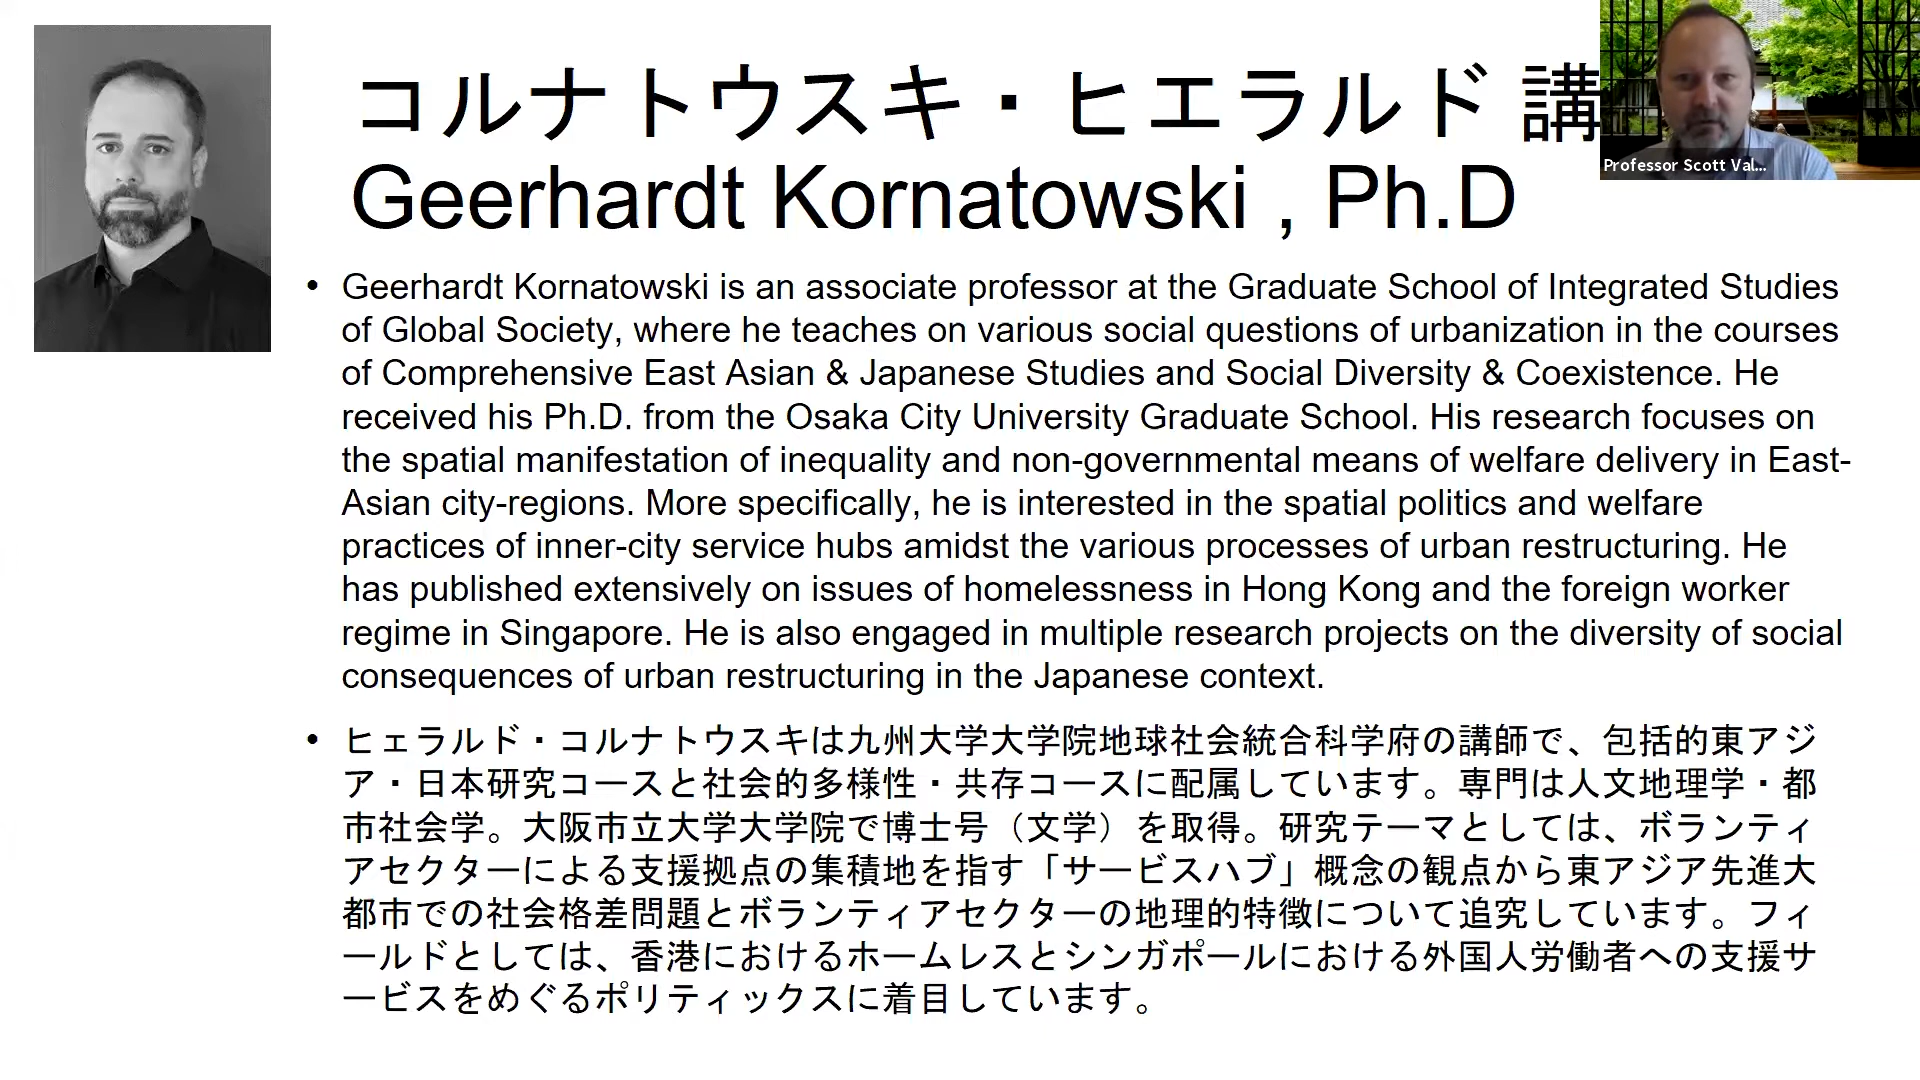 コルナトウスキ・ヒエラルド 講
Geerhardt Kornatowski , Ph.D
Professor Scott Val...
• Geerhardt Kornatowski is an associate professor at the Graduate School of Integrated Studies
of Global Society, where he teaches on various social questions of urbanization in the courses
of Comprehensive East Asian & Japanese Studies and Social Diversity & Coexistence. He
received his Ph.D. from the Osaka City University Graduate School. His research focuses on
the spatial manifestation of inequality and non-governmental means of welfare delivery in East-
Asian city-regions. More specifically, he is interested in the spatial politics and welfare
practices of inner-city service hubs amidst the various processes of urban restructuring. He
has published extensively on issues of homelessness in Hong Kong and the foreign worker
regime in Singapore. He is also engaged in multiple research projects on the diversity of social
consequences of urban restructuring in the Japanese context.
• ヒェラルド・コルナトウスキは九州大学大学院地球社会統合科学府の講師で、包括的東アジ
ア・日本研究コースと社会的多様性・共存コースに配属しています。専門は人文地理学・都
市社会学。大阪市立大学大学院で博士号（文学）を取得。研究テーマとしては、ボランティ
アセクターによる支援拠点の集積地を指す「サービスハブ」概念の観点から東アジア先進大
都市での社会格差問題とボランティアセクターの地理的特徴について追究しています。フィ
ールドとしては、香港におけるホームレスとシンガポールにおける外国人労働者への支援サ
ービスをめぐるポリティックスに着目しています。